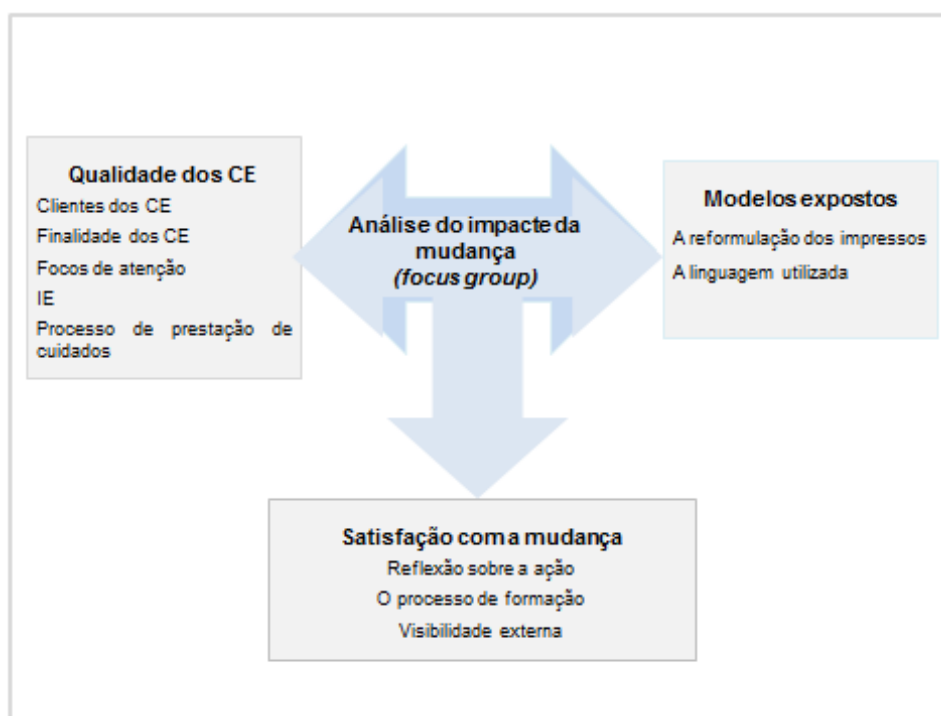 Qualidade dos CE
Clientes dos CE
Finalidade dos CE
Focos de atenção
IE
Processo de prestação de
cuidados
Análise do impacte da
mudança
(focus group)
Modelos expostos
A reformulação dos impressos
A linguagem utilizada
Satisfação com a mudança
Reflexão sobre a ação
O processo de formação
Visibilidade externa